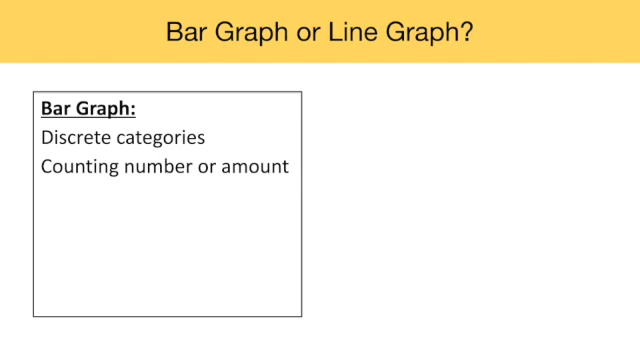 Bar Graph or Line Graph?
Bar Graph:
Discrete categories
Counting number or amount